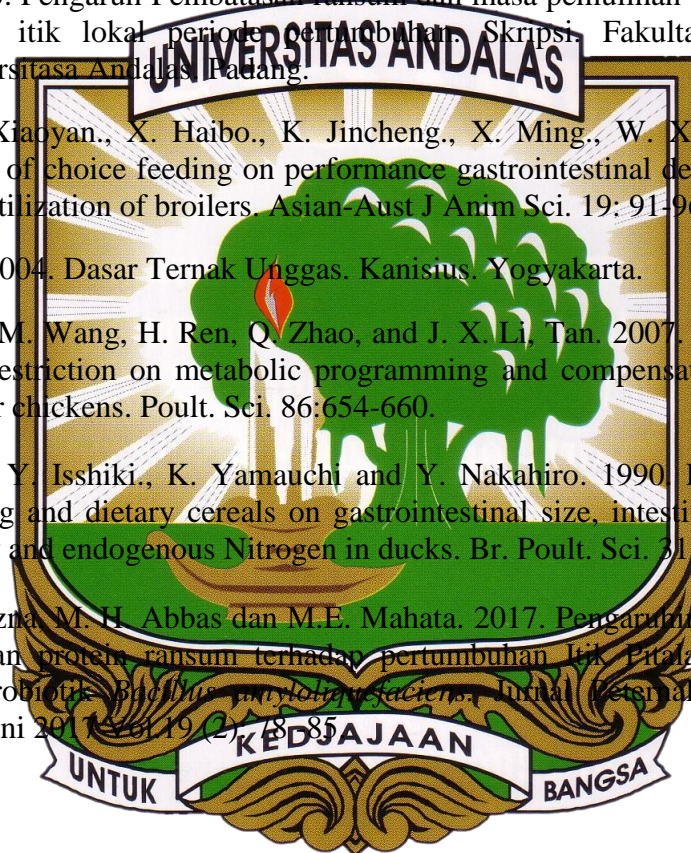 . Pengaruh Pembatasan ransum dan masa pemulihan
itik lokal periode pertumbuhan. Skripsi. Fakulta
rsitasa Andalas. Padang.
UNIVERSITAS ANDALAS
Xiaoyan., X. Haibo., K. Jincheng., X. Ming., W. X
of choice feeding on performance gastrointestinal de
tilization of broilers. Asian-Aust J Anim Sci. 19: 91-9
004. Dasar Ternak Unggas. Kanisius. Yogyakarta.
M. Wang, H. Ren, Q. Zhao, and J. X. Li, Tan. 2007.
estriction on metabolic programming and compensa
r chickens. Poult. Sci. 86:654-660.
Y. Isshiki., K. Yamauchi and Y. Nakahiro. 1990.
g and dietary cereals on gastrointestinal size, intesti
and endogenous Nitrogen in ducks. Br. Poult. Sci. 31
zna, M. H. Abbas dan M.E. Mahata. 2017. Pengaruhi
an protein ransum terhadap pertumbuhan Itik Pitala
robiotik Bacillus amyloliquefaciens. Jurnal Peterna
ni 2017 Vol.19 (2): 78 -85.
UNTUK KEDJAJAAN BANGSA